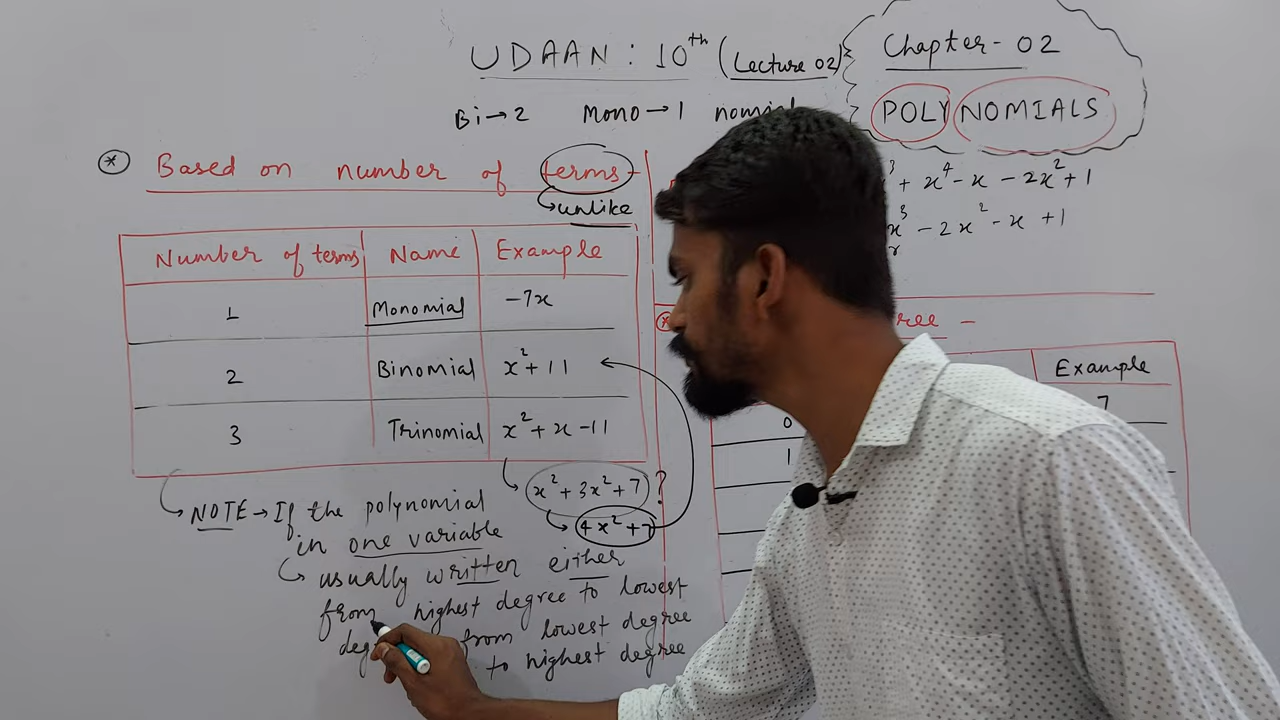 UDAAN : 10th (Lecture 02)
Chapter - 02
POLYNOMIALS
Bi → 2 Mono → 1
* Based on number of terms -
unlike
Number of terms Name Example
1 Monomial -7x
2 Binomial x² + 11
3 Trinomial x² + x - 11
x² + 3x² + 7 ?
4x² + 7
NOTE → If the polynomial
in one variable
usually written either
from highest degree to lowest
from lowest degree
to highest degree
+ x⁴ - x - 2x² + 1
x³ - 2x² - x + 1
Example
0 7
1